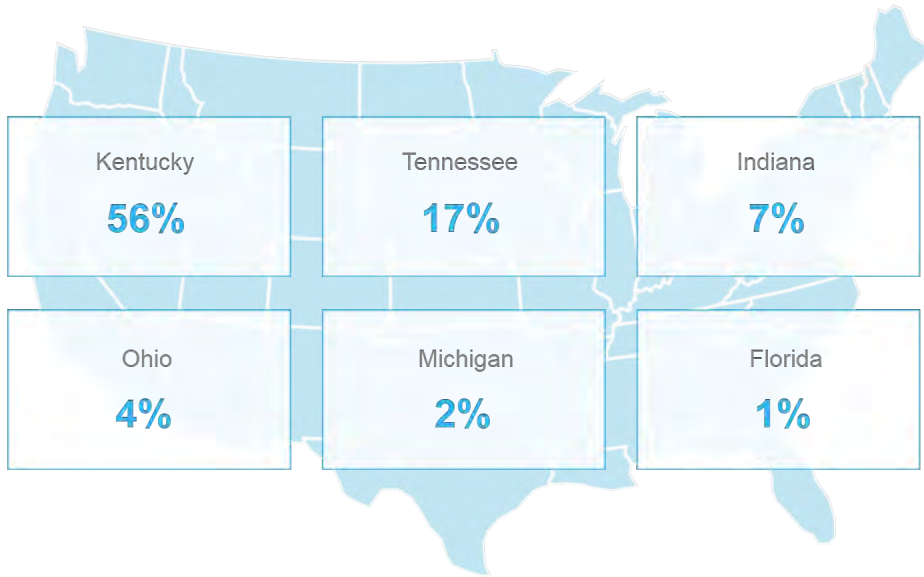 Kentucky
56%
Tennessee
17%
Indiana
7%
Ohio
4%
Michigan
2%
Florida
1%